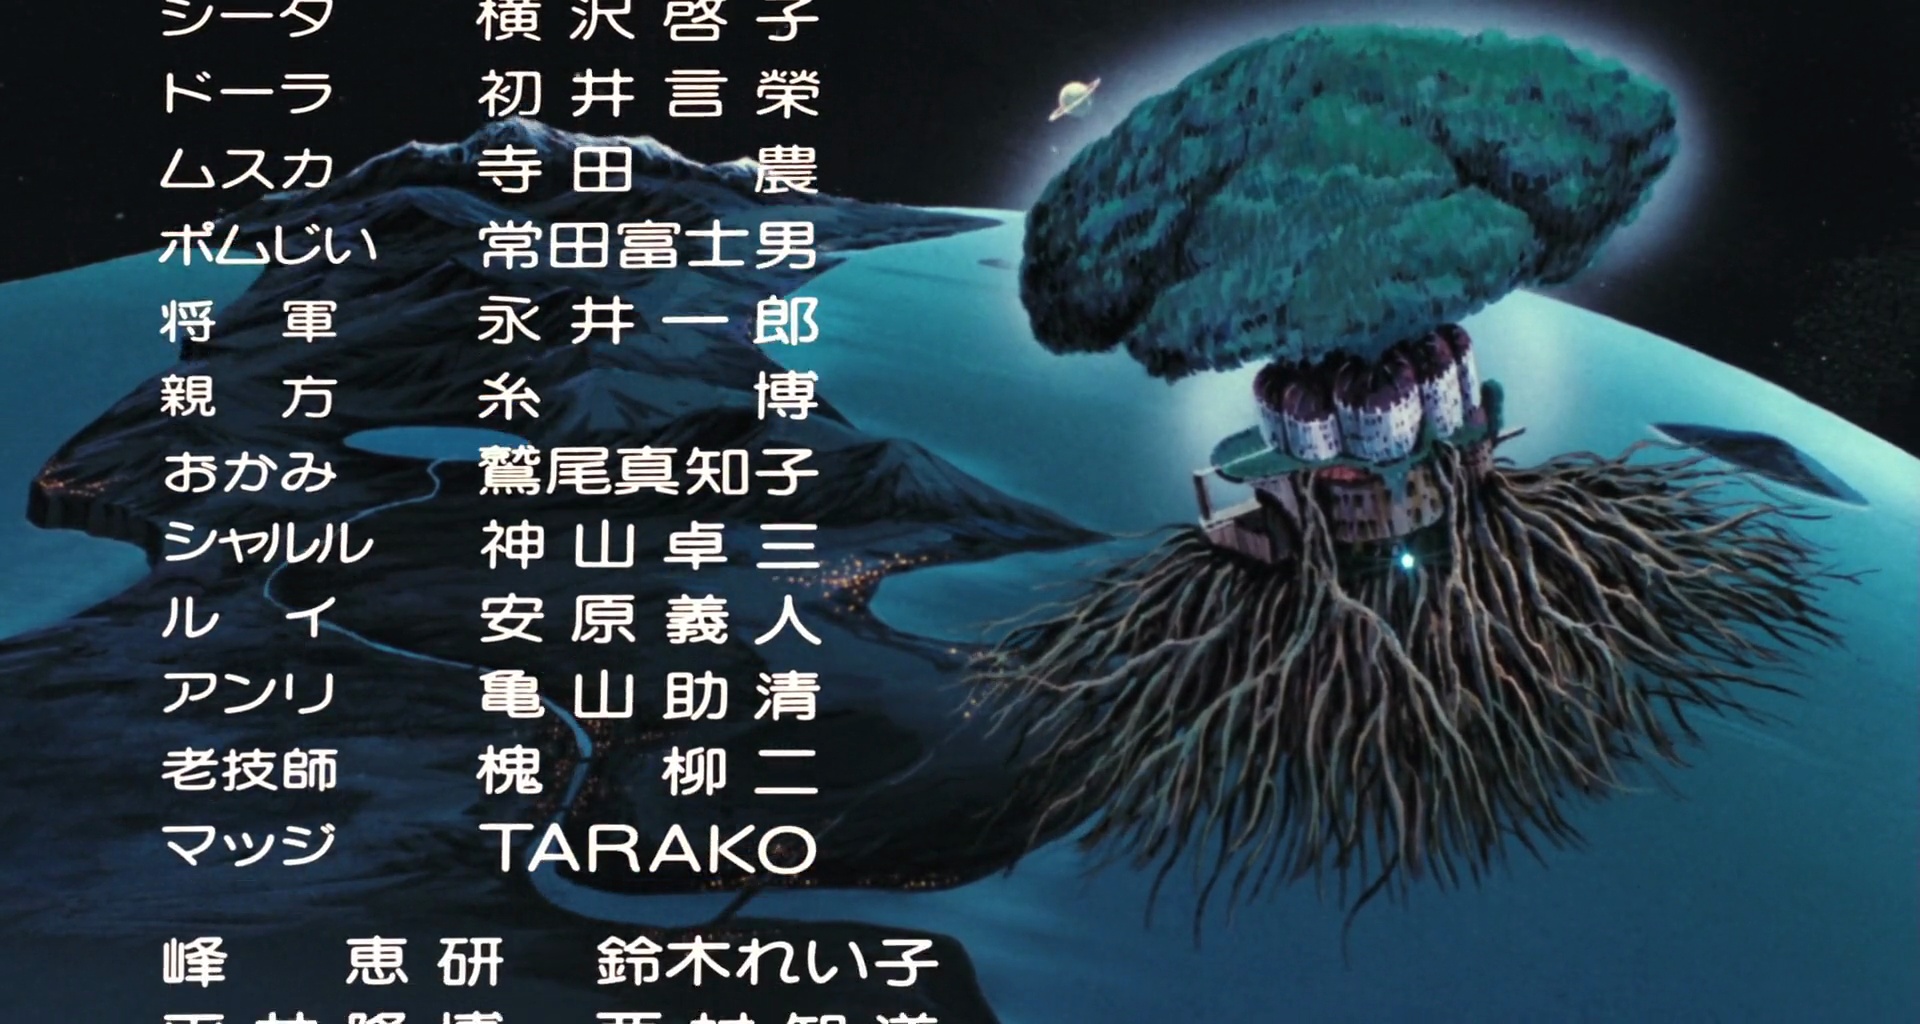 シータ 横沢啓子
ドーラ 初井言榮
ムスカ 寺田 農
ポムじい 常田富士男
将軍 永井一郎
親方 糸 博
おかみ 鷲尾真知子
シャルル 神山卓三
ルイ 安原義人
アンリ 亀山助清
老技師 槐 柳二
マッジ TARAKO
峰 恵研 鈴木れい子